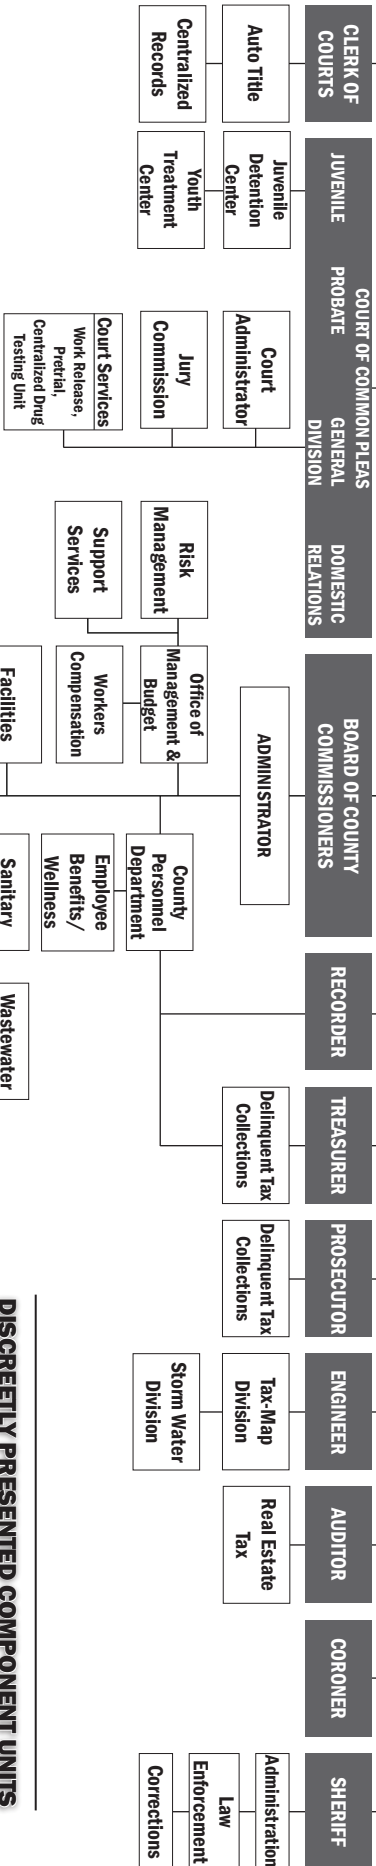 CLERK OF
COURTS
Auto Title
Centralized
Records
COURT OF COMMON PLEAS
JUVENILE
PROBATE
GENERAL
DIVISION
DOMESTIC
RELATIONS
Juvenile
Detention
Center
Youth
Treatment
Center
Court
Administrator
Jury
Commission
Court Services
Work Release,
Pretrial,
Centralized Drug
Testing Unit
BOARD OF COUNTY
COMMISSIONERS
ADMINISTRATOR
Office of
Management &
Budget
Risk
Management
Support
Services
Workers
Compensation
Facilities
County
Personnel
Department
Employee
Benefits/
Wellness
Sanitary
Wastewater
RECORDER
TREASURER
Delinquent Tax
Collections
PROSECUTOR
Delinquent Tax
Collections
ENGINEER
Tax-Map
Division
Storm Water
Division
AUDITOR
Real Estate
Tax
CORONER
SHERIFF
Administration
Law
Enforcement
Corrections
DISCREETLY PRESENTED COMPONENT UNITS